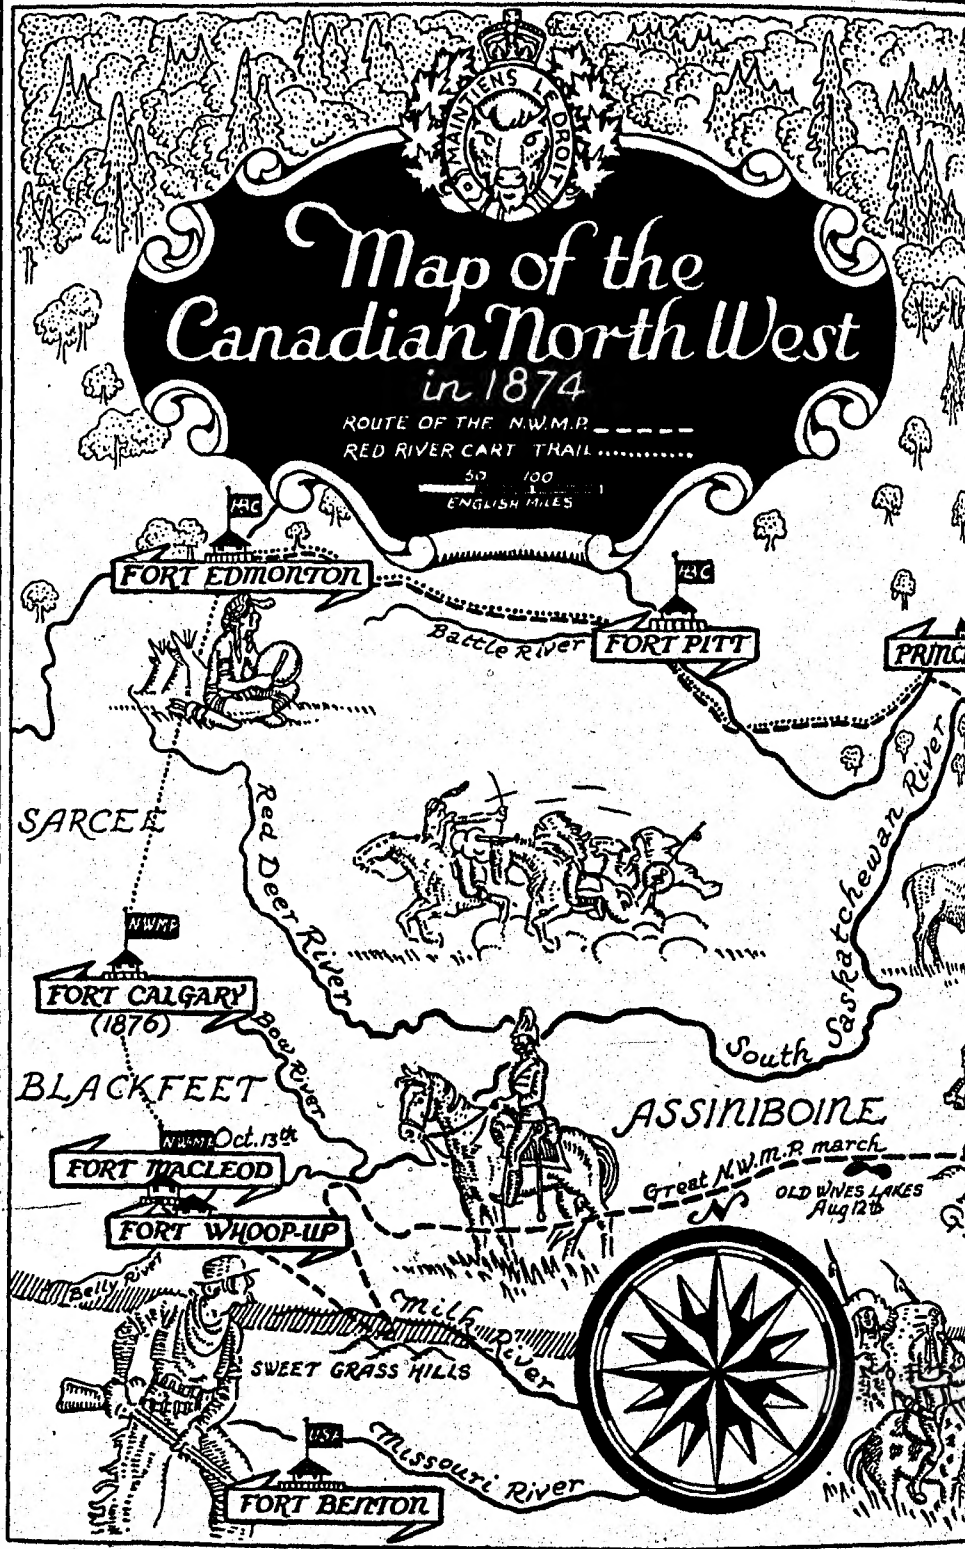 MAINTIENS LE DROIT
Map of the
Canadian North West
in 1874
ROUTE OF THE N.W.M.P.
RED RIVER CART TRAIL
50 100
ENGLISH MILES
HBC
FORT EDMONTON
HBC
Battle River
FORT PITT
PRINC
SARCEE
Red Deer River
South Saskatchewan River
NWMP
FORT CALGARY
(1876)
Bow River
BLACKFEET
ASSINIBOINE
NWMP Oct. 13th
FORT MACLEOD
Great N.W.M.P. march
OLD WIVES LAKES
Aug 12th
N
FORT WHOOP-UP
Belly River
Milk River
SWEET GRASS HILLS
USA
Missouri River
FORT BENTON